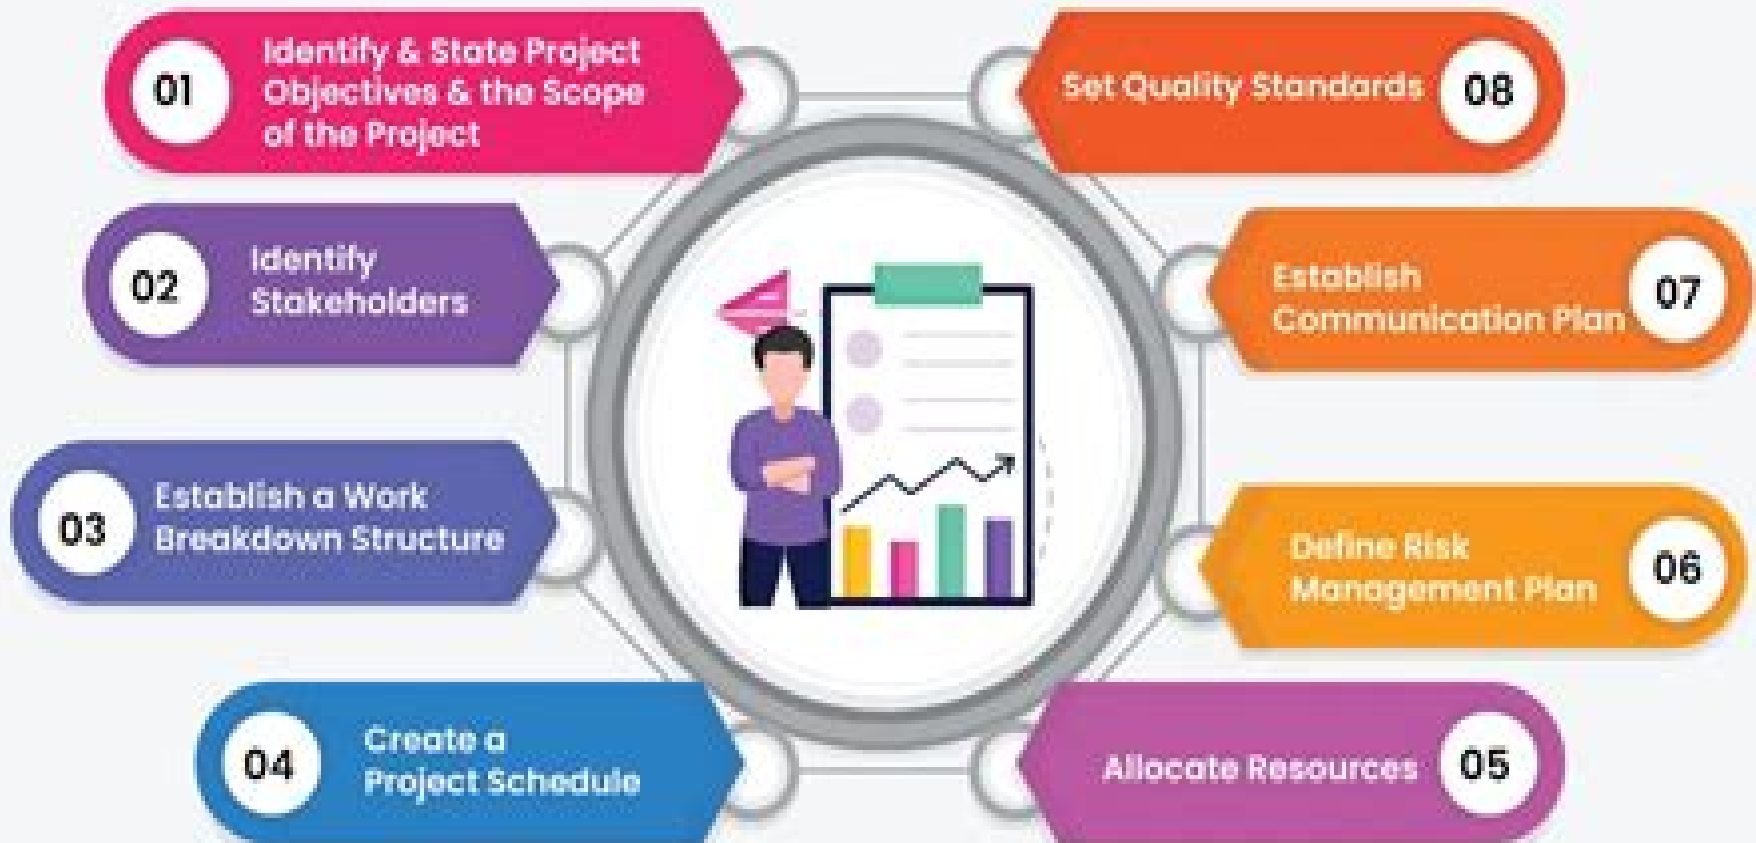 01
Identify & State Project
Objectives & the Scope
of the Project
02
Identify
Stakeholders
03
Establish a Work
Breakdown Structure
04
Create a
Project Schedule
Allocate Resources
05
Define Risk
Management Plan
06
Establish
Communication Plan
07
Set Quality Standards
08